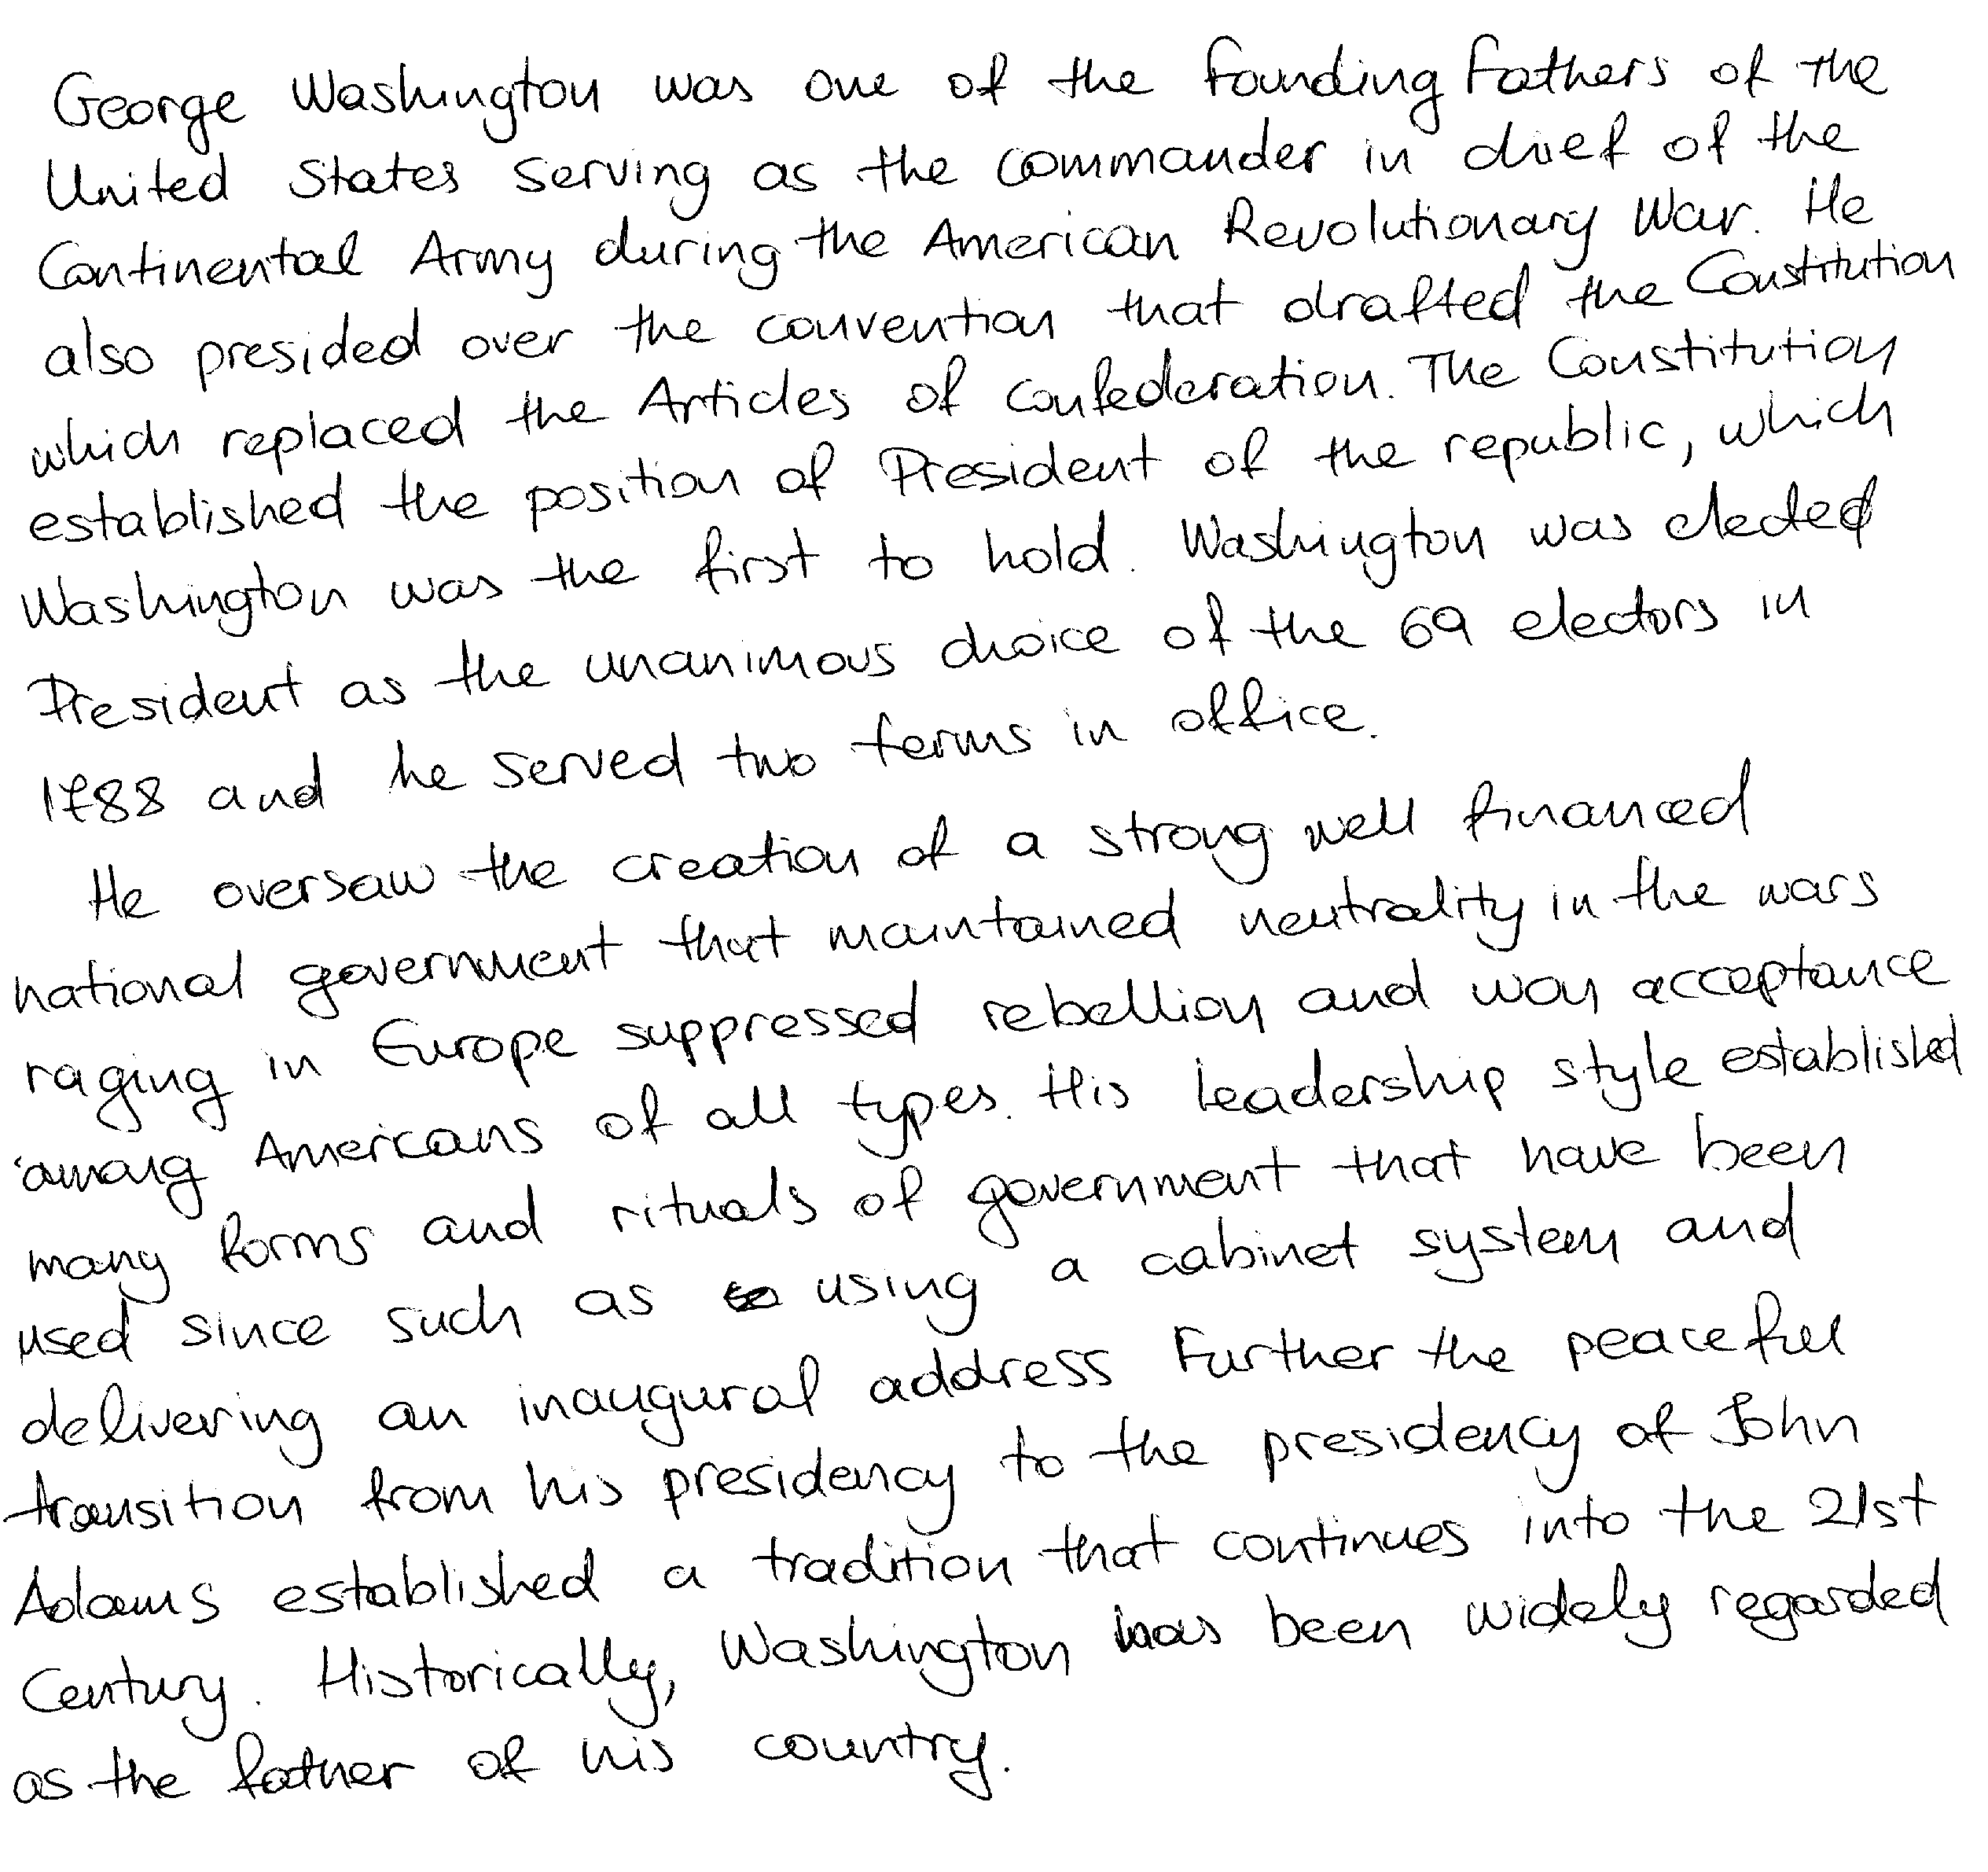 George Washington was one of the Founding Fathers of the
United States serving as the commander in chief of the
Continental Army during the American Revolutionary War. He
also presided over the convention that drafted the Constitution
which replaced the Articles of Confederation. The Constitution
established the position of President of the republic, which
Washington was the first to hold. Washington was elected
President as the unanimous choice of the 69 electors in
1788 and he served two terms in office.
He oversaw the creation of a strong well financed
national government that maintained neutrality in the wars
raging in Europe suppressed rebellion and won acceptance
among Americans of all types. His leadership style established
many forms and rituals of government that have been
used since such as using a cabinet system and
delivering an inaugural address Further the peaceful
transition from his presidency to the presidency of John
Adams established a tradition that continues into the 21st
Century. Historically, Washington has been widely regarded
as the father of his country.